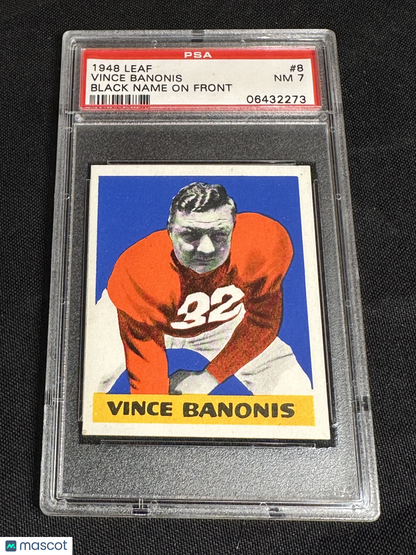 PSA
1948 LEAF #8
VINCE BANONIS NM 7
BLACK NAME ON FRONT
06432273
32
VINCE BANONIS
mascot